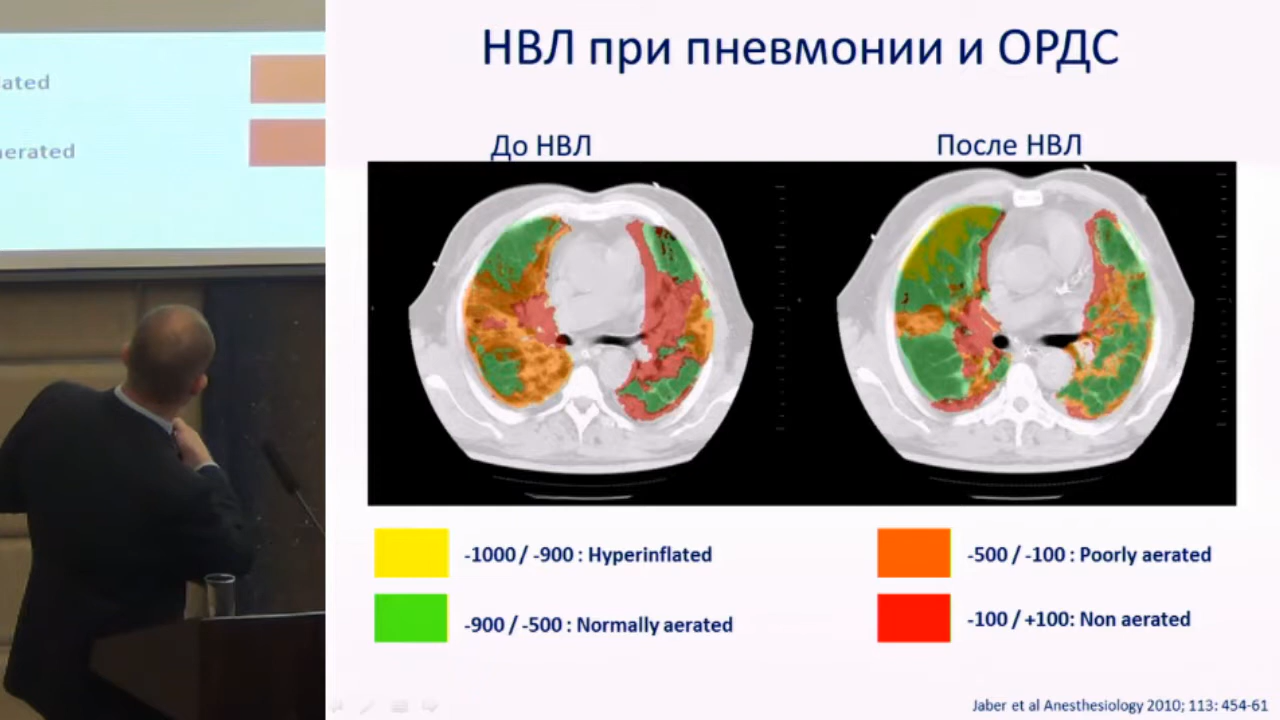 ated
erated
НВЛ при пневмонии и ОРДС
До НВЛ
После НВЛ
-1000 / -900 : Hyperinflated
-500 / -100 : Poorly aerated
-900 / -500 : Normally aerated
-100 / +100: Non aerated
Jaber et al Anesthesiology 2010; 113: 454-61